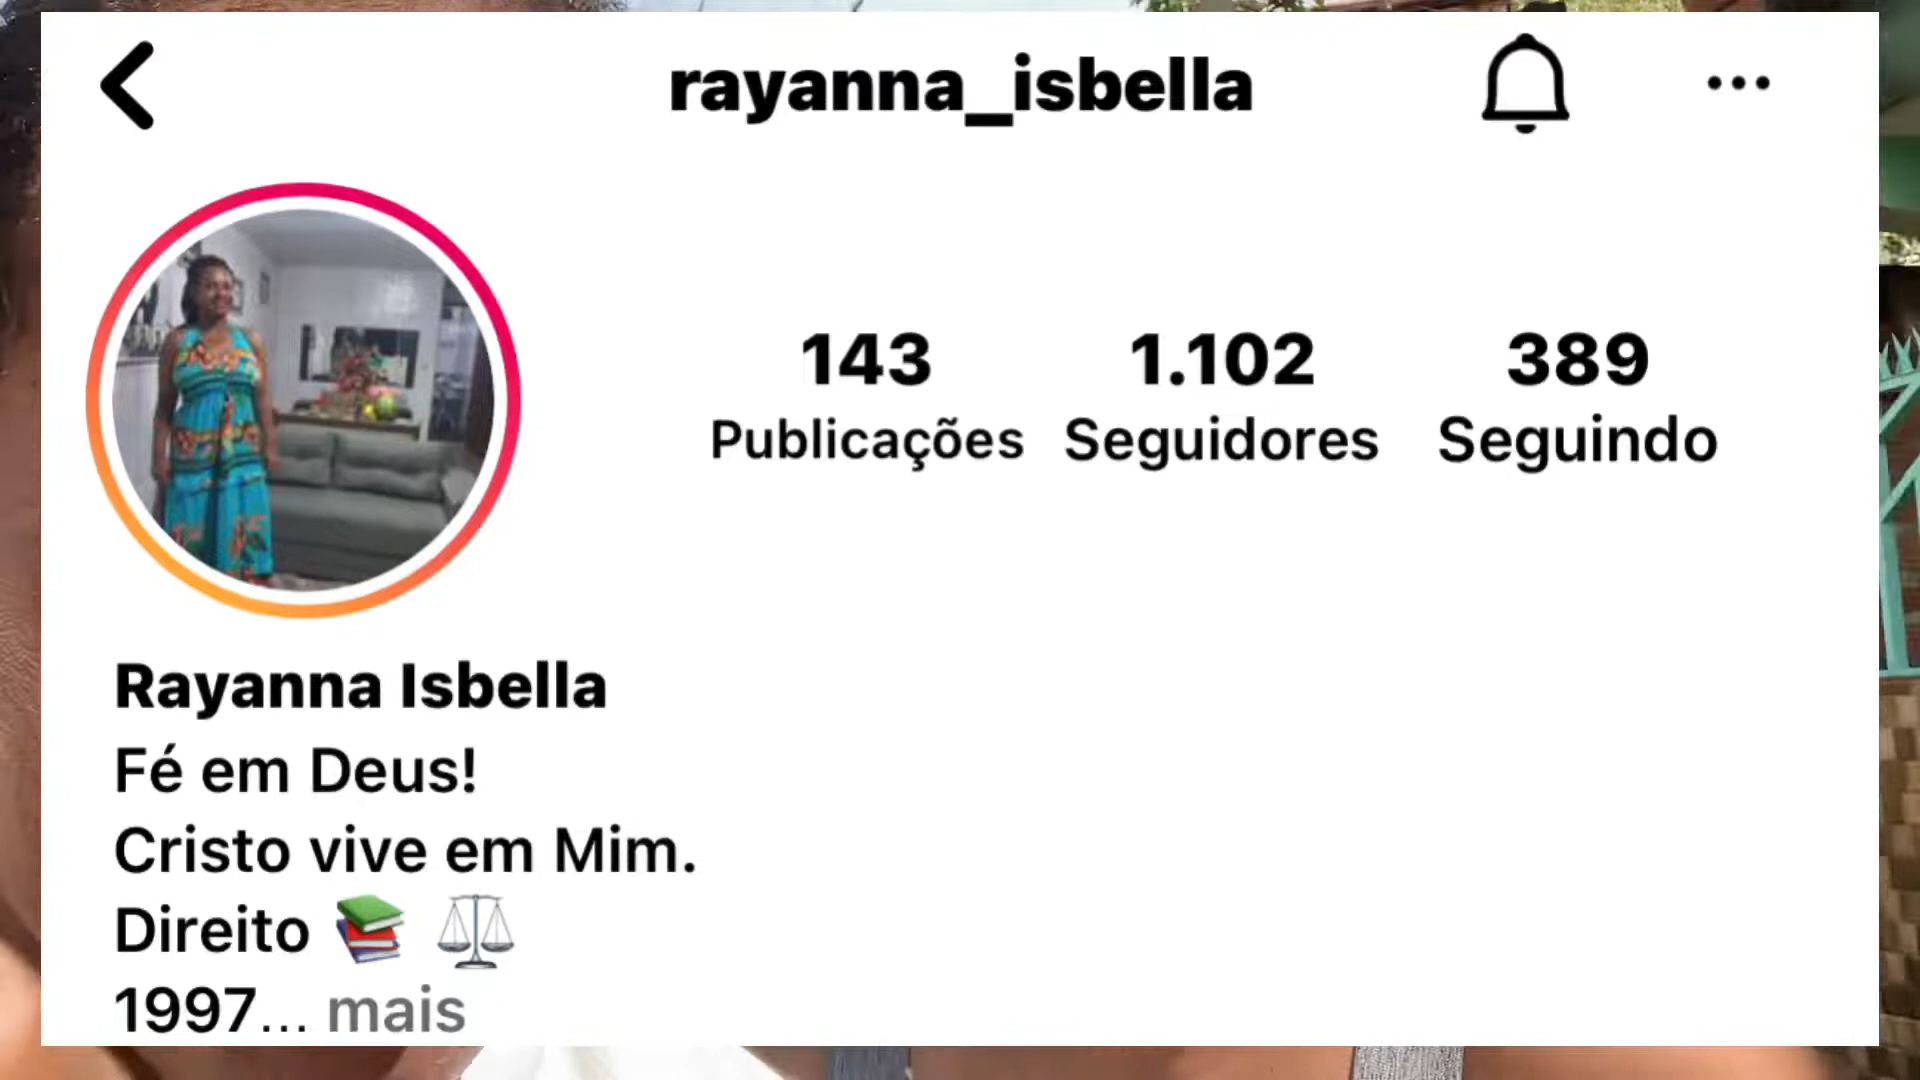 rayanna_isbella
143 1.102 389
Publicações Seguidores Seguindo
Rayanna Isbella
Fé em Deus!
Cristo vive em Mim.
Direito 📚 ⚖️
1997... mais